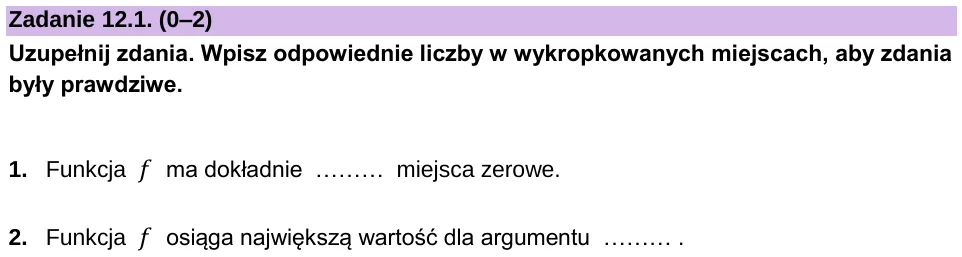 Zadanie 12.1. (0–2)
Uzupełnij zdania. Wpisz odpowiednie liczby w wykropkowanych miejscach, aby zdania
były prawdziwe.
1. Funkcja f ma dokładnie ......... miejsca zerowe.
2. Funkcja f osiąga największą wartość dla argumentu ......... .